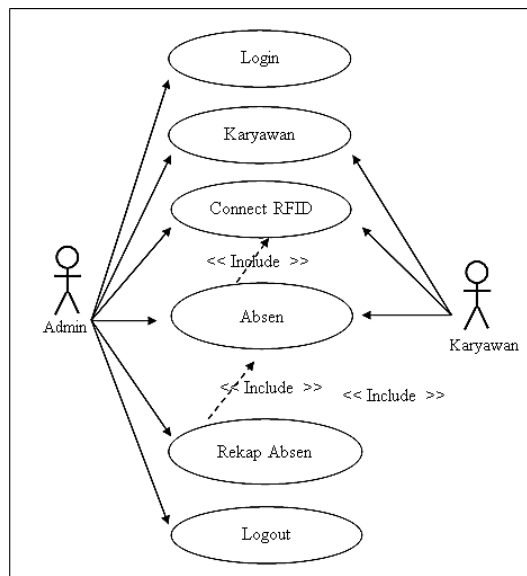 Login
Karyawan
Connect RFID
<< Include >>
Absen
Admin
Karyawan
<< Include >>
<< Include >>
Rekap Absen
Logout